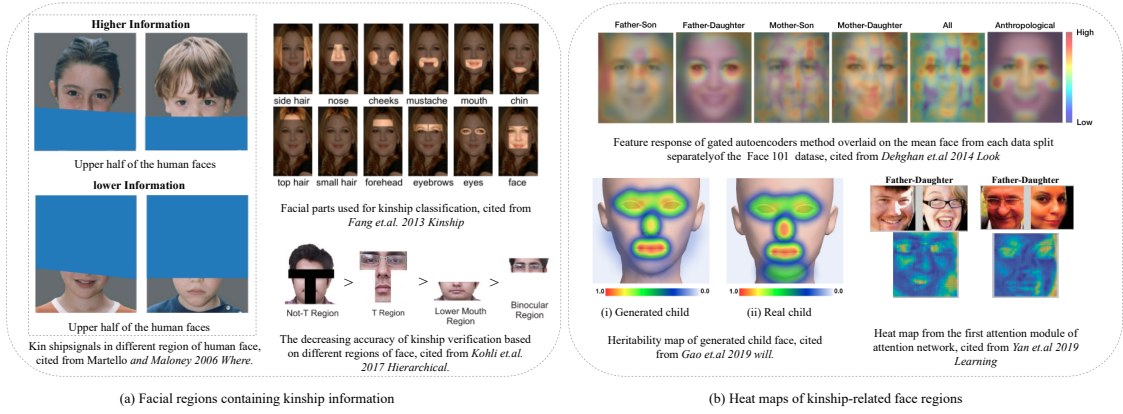 Higher Information
Upper half of the human faces
lower Information
Upper half of the human faces
Kin shipsignals in different region of human face,
cited from Martello and Maloney 2006 Where.
side hair nose cheeks mustache mouth chin
top hair small hair forehead eyebrows eyes face
Facial parts used for kinship classification, cited from
Fang et.al. 2013 Kinship
> > >
Not-T Region
T Region
Lower Mouth
Region
Binocular
Region
The decreasing accuracy of kinship verification based
on different regions of face, cited from Kohli et.al.
2017 Hierarchical.
(a) Facial regions containing kinship information
Father-Son Father-Daughter Mother-Son Mother-Daughter All Anthropological
High
Low
Feature response of gated autoencoders method overlaid on the mean face from each data split
separatelyof the Face 101 datase, cited from Dehghan et.al 2014 Look
1.0 0.0
1.0 0.0
(i) Generated child
(ii) Real child
Heritability map of generated child face, cited
from Gao et.al 2019 will.
Father-Daughter Father-Daughter
Heat map from the first attention module of
attention network, cited from Yan et.al 2019
Learning
(b) Heat maps of kinship-related face regions